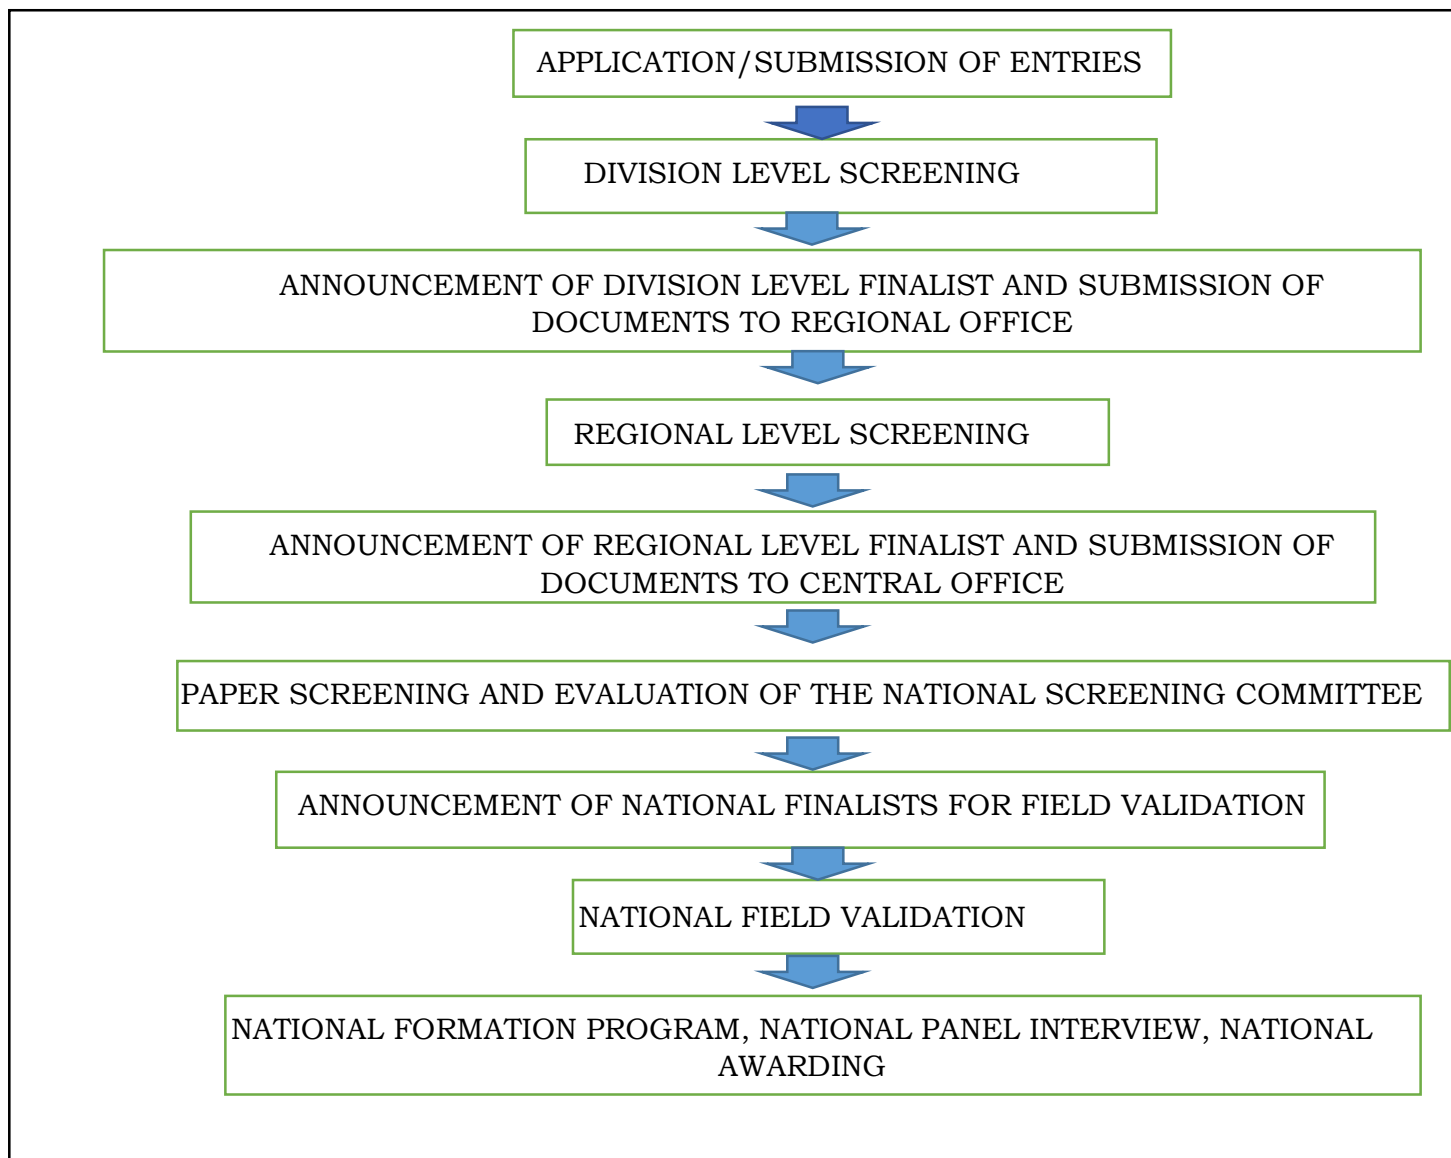 APPLICATION/SUBMISSION OF ENTRIES
DIVISION LEVEL SCREENING
ANNOUNCEMENT OF DIVISION LEVEL FINALIST AND SUBMISSION OF
DOCUMENTS TO REGIONAL OFFICE
REGIONAL LEVEL SCREENING
ANNOUNCEMENT OF REGIONAL LEVEL FINALIST AND SUBMISSION OF
DOCUMENTS TO CENTRAL OFFICE
PAPER SCREENING AND EVALUATION OF THE NATIONAL SCREENING COMMITTEE
ANNOUNCEMENT OF NATIONAL FINALISTS FOR FIELD VALIDATION
NATIONAL FIELD VALIDATION
NATIONAL FORMATION PROGRAM, NATIONAL PANEL INTERVIEW, NATIONAL
AWARDING